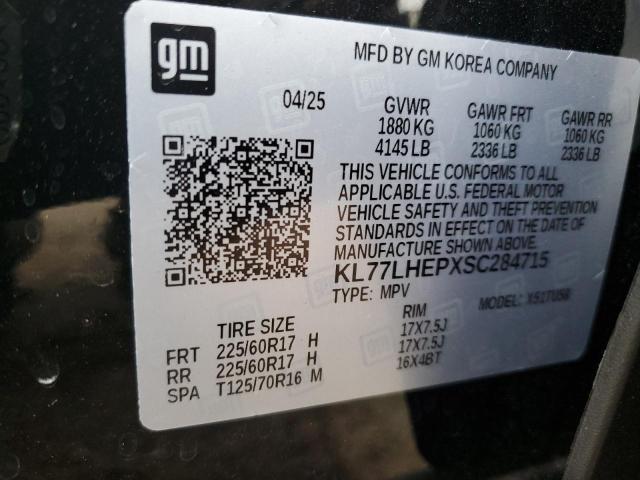 gm
MFD BY GM KOREA COMPANY
04/25 GVWR GAWR FRT GAWR RR
1880 KG 1060 KG 1060 KG
4145 LB 2336 LB 2336 LB
THIS VEHICLE CONFORMS TO ALL
APPLICABLE U.S. FEDERAL MOTOR
VEHICLE SAFETY AND THEFT PREVENTION
STANDARDS IN EFFECT ON THE DATE OF
MANUFACTURE SHOWN ABOVE.
KL77LHEPXSC284715
TYPE: MPV MODEL:
TIRE SIZE RIM
FRT 225/60R17 H 17X7.5J
RR 225/60R17 H 17X7.5J
SPA T125/70R16 M 16X4BT